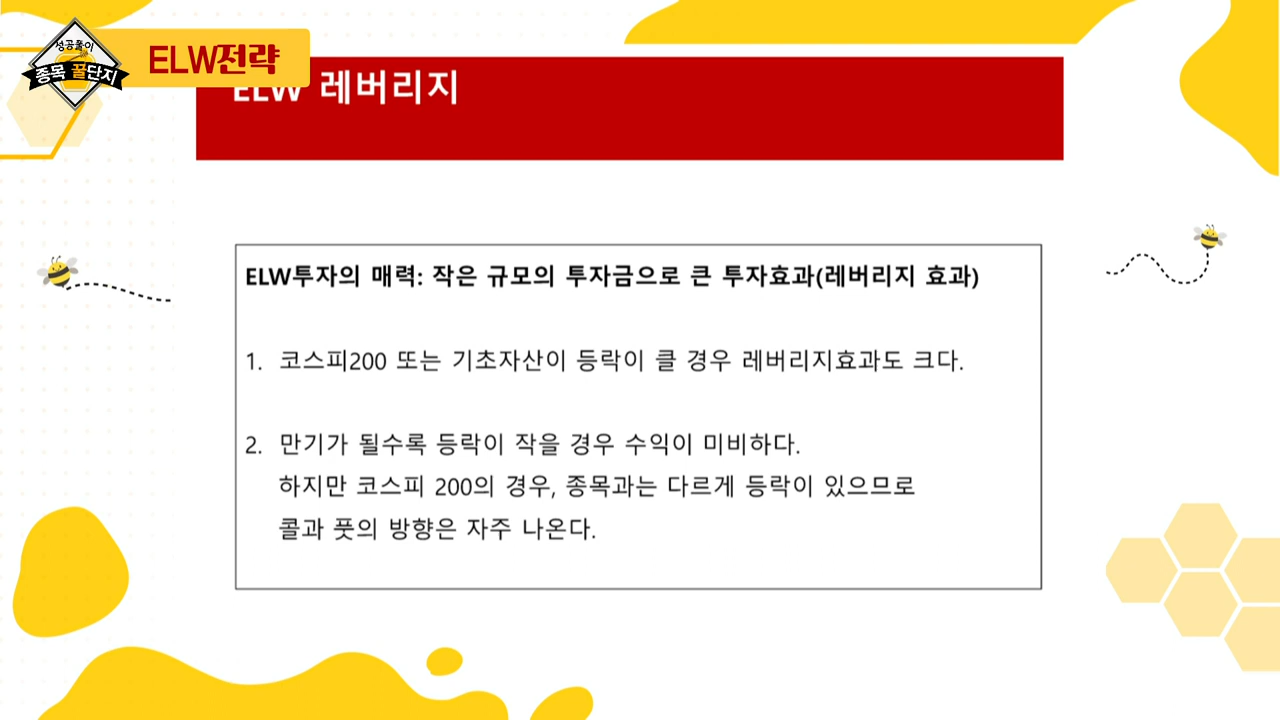 성공출이
종목 꿀단지
ELW전략
ELW 레버리지
ELW투자의 매력: 작은 규모의 투자금으로 큰 투자효과(레버리지 효과)
1. 코스피200 또는 기초자산이 등락이 클 경우 레버리지효과도 크다.
2. 만기가 될수록 등락이 작을 경우 수익이 미비하다.
하지만 코스피 200의 경우, 종목과는 다르게 등락이 있으므로
콜과 풋의 방향은 자주 나온다.